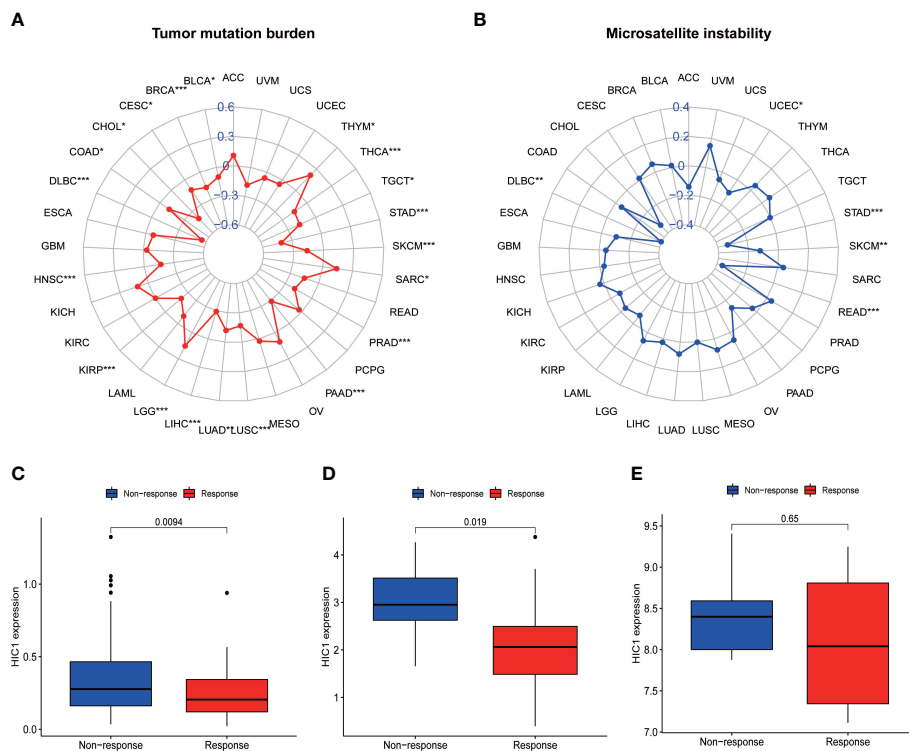 A
Tumor mutation burden
ACC
UVM
UCS
UCEC
THYM*
THCA***
TGCT*
STAD***
SKCM***
SARC*
READ
PRAD***
PCPG
PAAD***
OV
MESO
LUSC***
LUAD**
LIHC***
LGG***
LAML
KIRP***
KIRC
KICH
HNSC***
GBM
ESCA
DLBC***
COAD*
CHOL*
CESC*
BRCA***
BLCA*
0.6
0.3
0
−0.3
−0.6
B
Microsatellite instability
ACC
UVM
UCS
UCEC*
THYM
THCA
TGCT
STAD***
SKCM**
SARC
READ***
PRAD
PCPG
PAAD
OV
MESO
LUSC
LUAD
LIHC
LGG
LAML
KIRP
KIRC
KICH
HNSC
GBM
ESCA
DLBC**
COAD
CHOL
CESC
BRCA
BLCA
0.4
0.2
0
−0.2
−0.4
C
Non−response Response
0.0094
HIC1 expression
1.0
0.5
0.0
Non−response Response
D
Non−response Response
0.019
HIC1 expression
4
3
2
1
Non−response Response
E
Non−response Response
0.65
HIC1 expression
9.5
9.0
8.5
8.0
7.5
7.0
Non−response Response